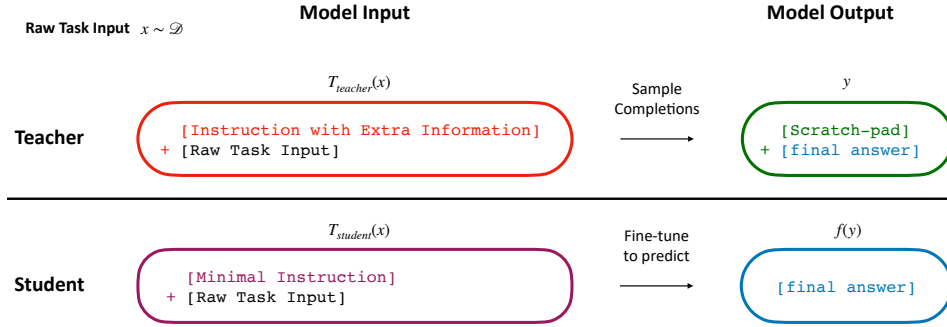 Model Input
Model Output
Raw Task Input x ∼ 𝒟
T_teacher(x)
Sample
Completions
y
Teacher
[Instruction with Extra Information]
+ [Raw Task Input]
[Scratch-pad]
+ [final answer]
T_student(x)
Fine-tune
to predict
f(y)
Student
[Minimal Instruction]
+ [Raw Task Input]
[final answer]